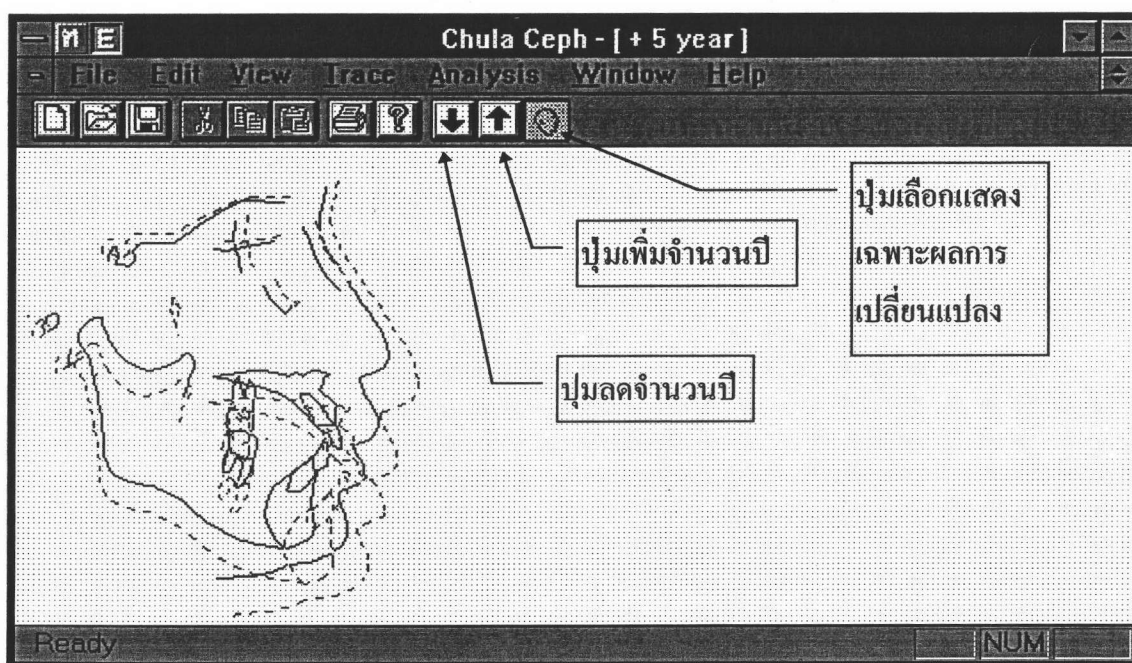 ก E Chula Ceph - [ + 5 year ]
File Edit View Trace Analysis Window Help
ปุ่มเลือกแสดง
เฉพาะผลการ
เปลี่ยนแปลง
ปุ่มเพิ่มจำนวนปี
ปุ่มลดจำนวนปี
Ready NUM